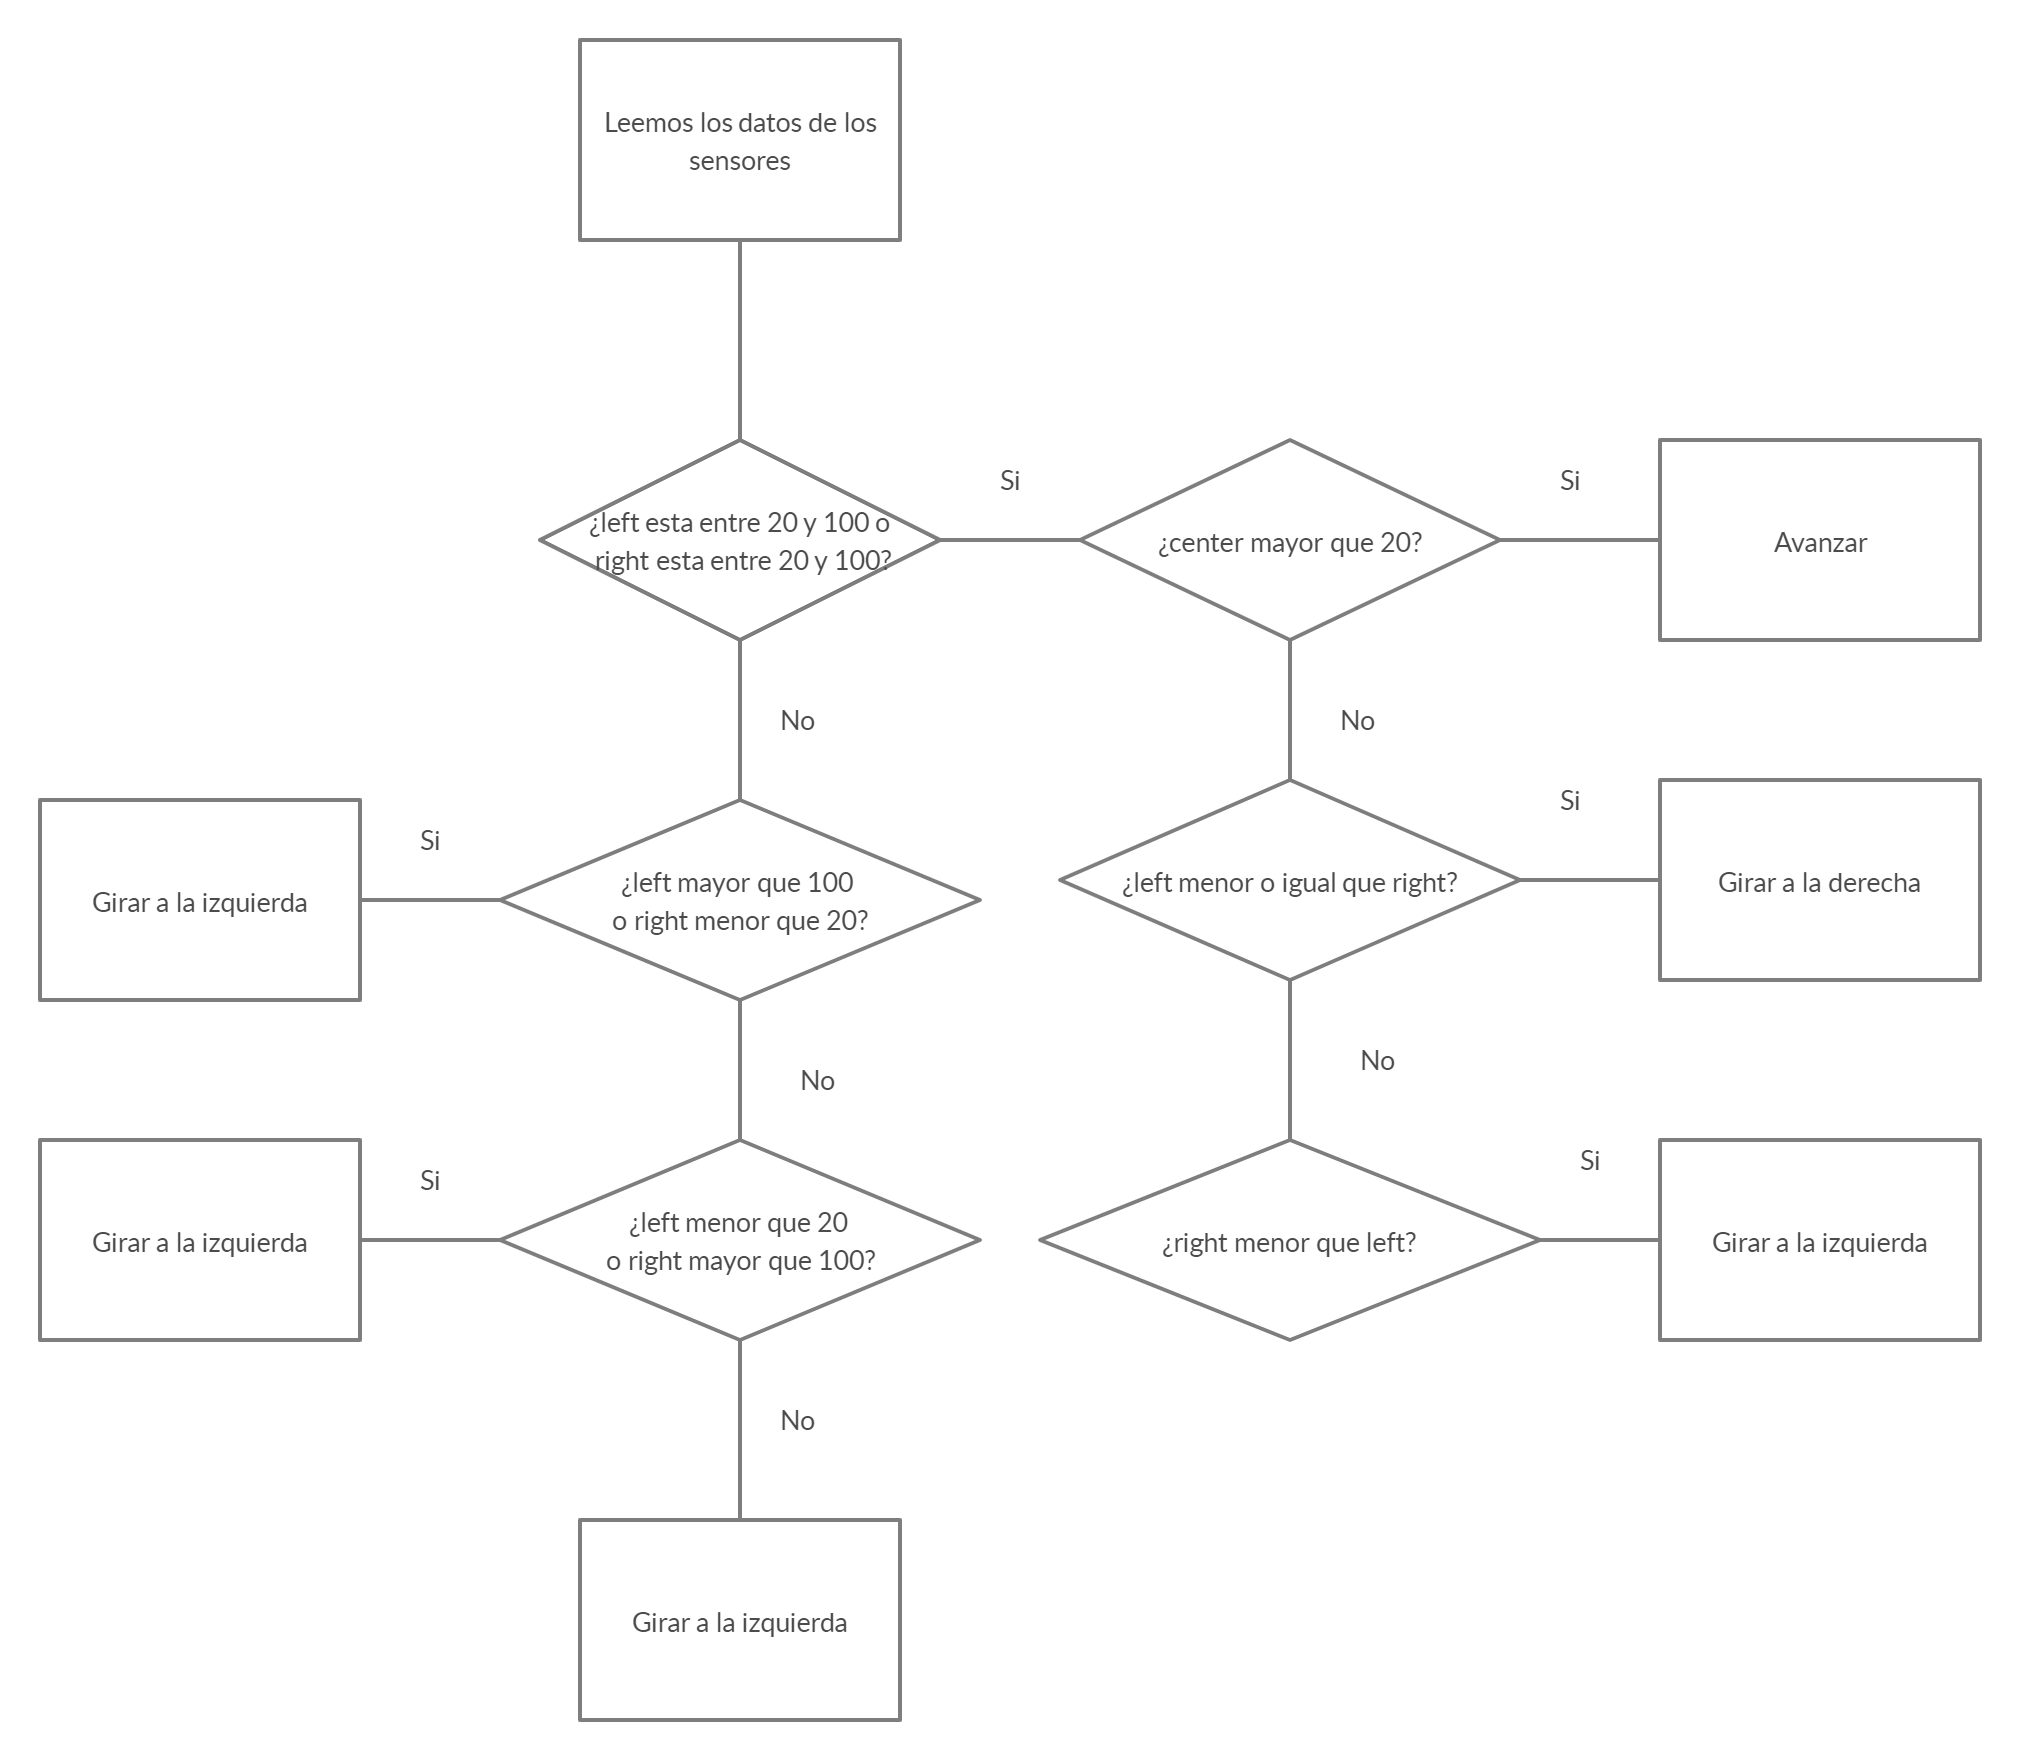 Leemos los datos de los
sensores
¿left esta entre 20 y 100 o
right esta entre 20 y 100?
Si
¿center mayor que 20?
Si
Avanzar
No
No
Girar a la izquierda
Si
¿left mayor que 100
o right menor que 20?
¿left menor o igual que right?
Si
Girar a la derecha
No
No
Girar a la izquierda
Si
¿left menor que 20
o right mayor que 100?
¿right menor que left?
Si
Girar a la izquierda
No
Girar a la izquierda